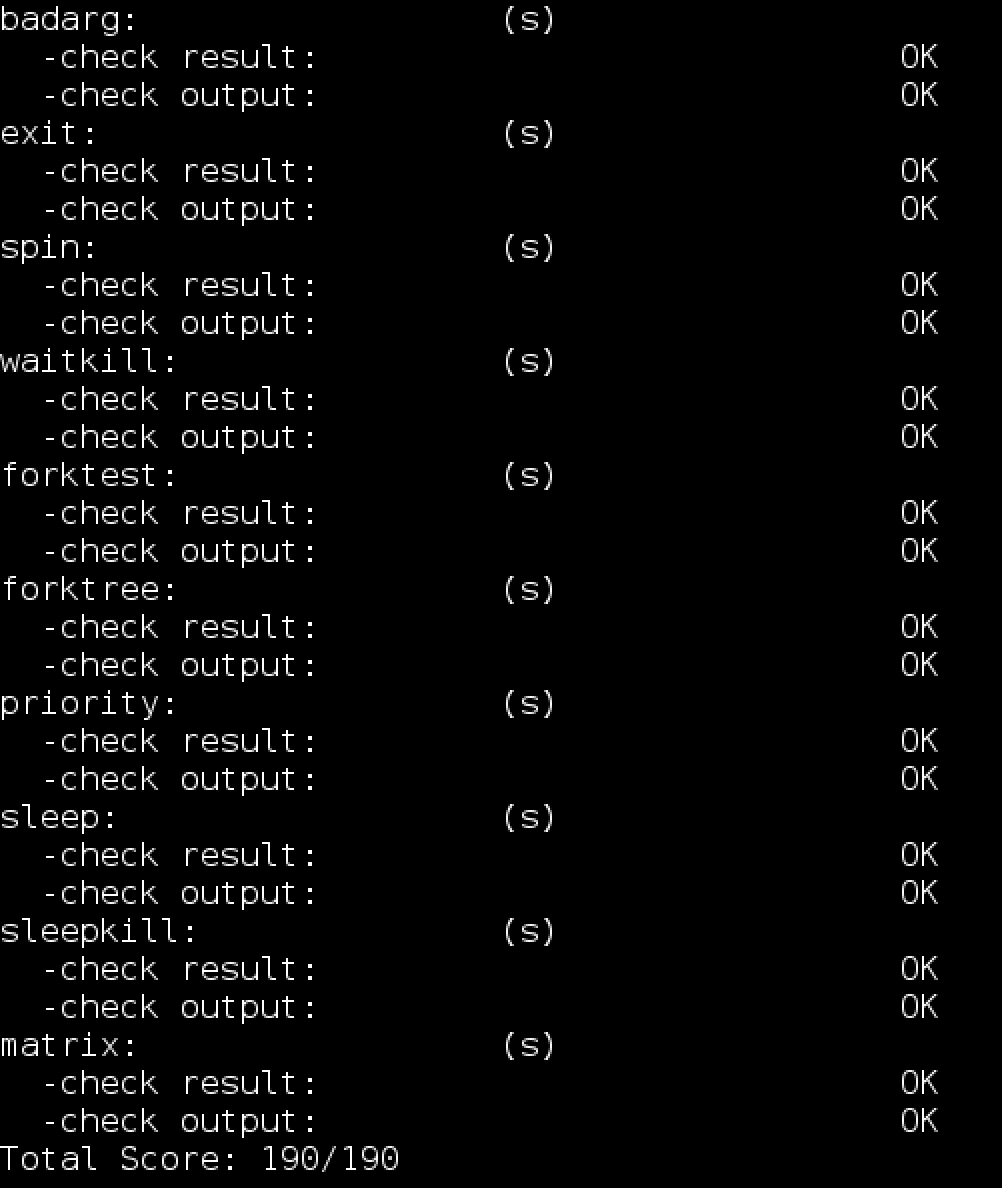 badarg: (s)
-check result: OK
-check output: OK
exit: (s)
-check result: OK
-check output: OK
spin: (s)
-check result: OK
-check output: OK
waitkill: (s)
-check result: OK
-check output: OK
forktest: (s)
-check result: OK
-check output: OK
forktree: (s)
-check result: OK
-check output: OK
priority: (s)
-check result: OK
-check output: OK
sleep: (s)
-check result: OK
-check output: OK
sleepkill: (s)
-check result: OK
-check output: OK
matrix: (s)
-check result: OK
-check output: OK
Total Score: 190/190